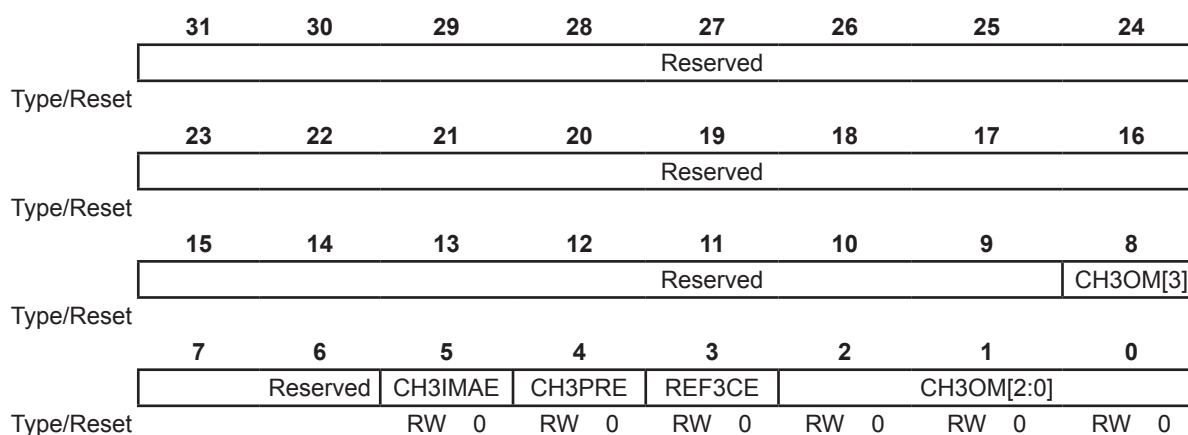 31 30 29 28 27 26 25 24
Reserved
Type/Reset
23 22 21 20 19 18 17 16
Reserved
Type/Reset
15 14 13 12 11 10 9 8
Reserved CH3OM[3]
Type/Reset
7 6 5 4 3 2 1 0
Reserved CH3IMAE CH3PRE REF3CE CH3OM[2:0]
Type/Reset RW 0 RW 0 RW 0 RW 0 RW 0 RW 0